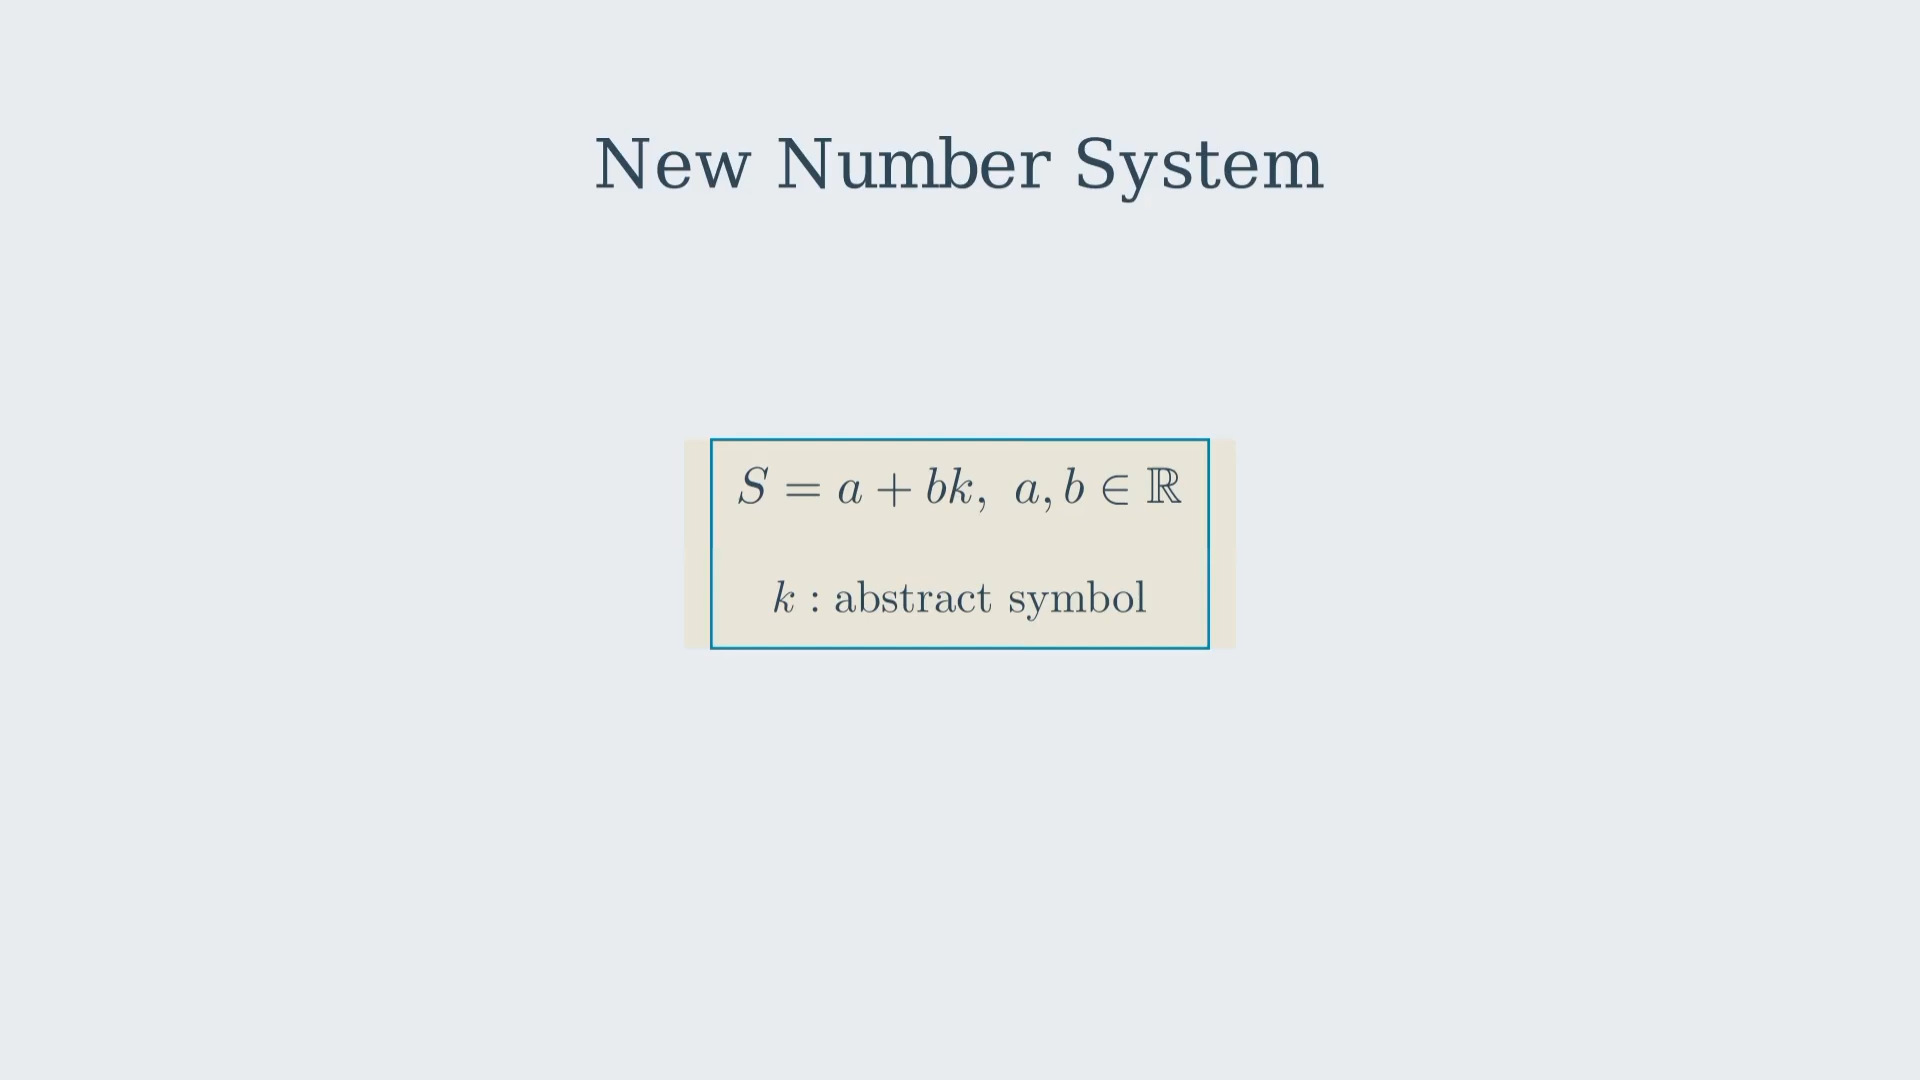 New Number System
S = a + bk, a, b ∈ ℝ
k : abstract symbol